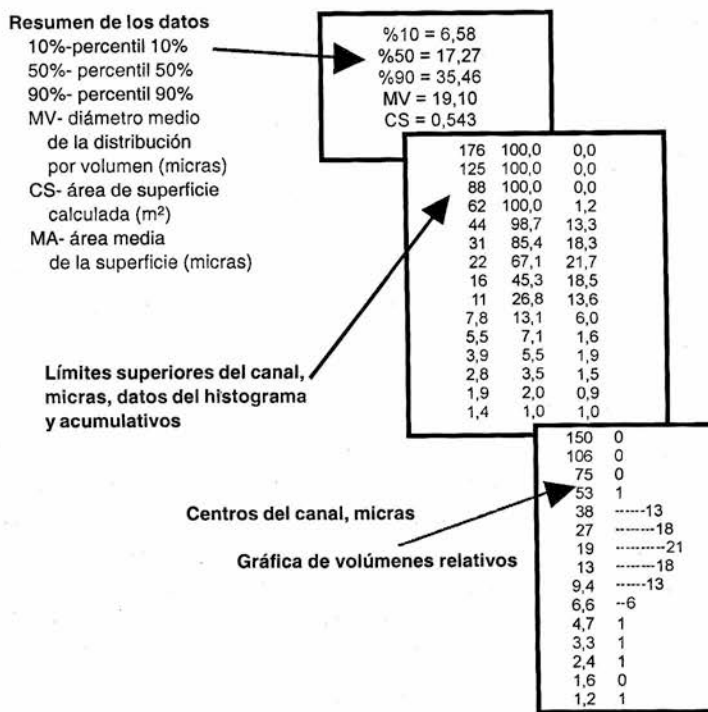 Resumen de los datos
10%-percentil 10%
50%- percentil 50%
90%- percentil 90%
MV- diámetro medio
de la distribución
por volumen (micras)
CS- área de superficie
calculada (m²)
MA- área media
de la superficie (micras)
%10 = 6,58
%50 = 17,27
%90 = 35,46
MV = 19,10
CS = 0,543
176 100,0 0,0
125 100,0 0,0
88 100,0 0,0
62 100,0 1,2
44 98,7 13,3
31 85,4 18,3
22 67,1 21,7
16 45,3 18,5
11 26,8 13,6
7,8 13,1 6,0
5,5 7,1 1,6
3,9 5,5 1,9
2,8 3,5 1,5
1,9 2,0 0,9
1,4 1,0 1,0
Límites superiores del canal,
micras, datos del histograma
y acumulativos
150 0
106 0
75 0
53 1
38 ------13
27 --------18
19 ----------21
13 --------18
9,4 ------13
6,6 --6
4,7 1
3,3 1
2,4 1
1,6 0
1,2 1
Centros del canal, micras
Gráfica de volúmenes relativos